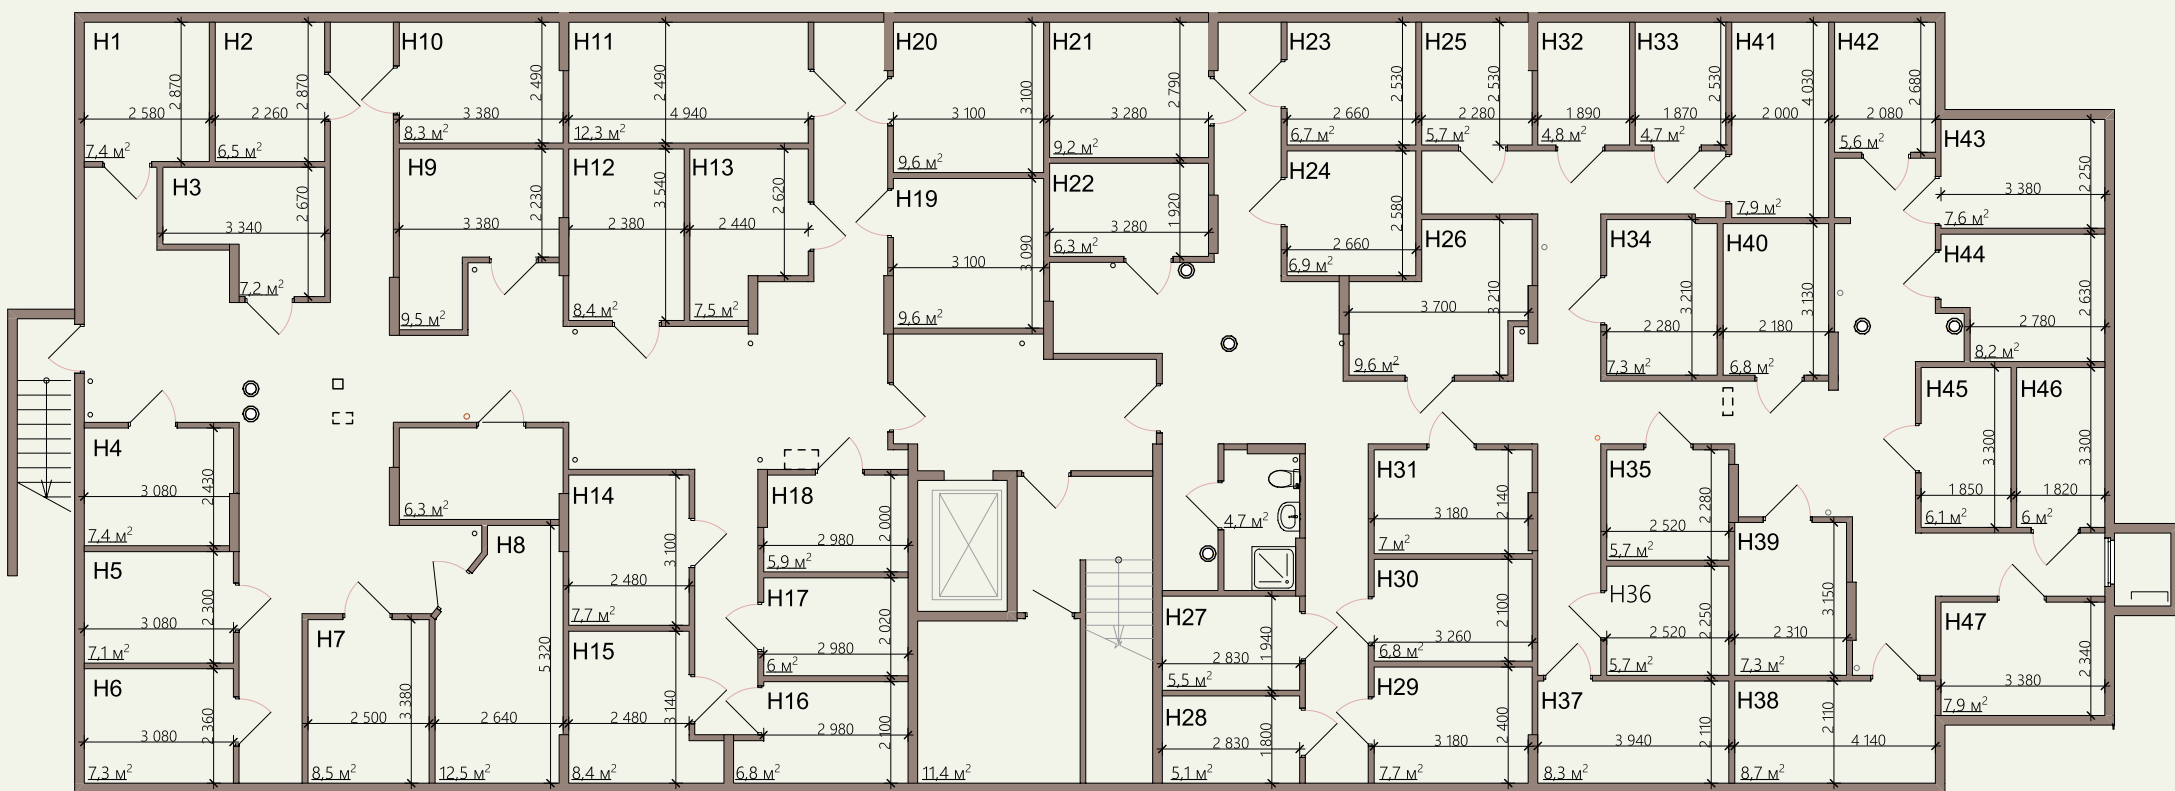 H1
2 870
2 580
7,4 м²
H2
2 870
2 260
6,5 м²
H10
2 490
3 380
8,3 м²
H11
2 490
4 940
12,3 м²
H20
3 100
3 100
9,6 м²
H21
2 790
3 280
9,2 м²
H23
2 530
2 660
6,7 м²
H25
2 530
2 280
5,7 м²
H32
1 890
4,8 м²
H33
2 530
1 870
4,7 м²
H41
4 030
2 000
7,9 м²
H42
2 680
2 080
5,6 м²
H43
2 250
3 380
7,6 м²
H3
2 670
3 340
7,2 м²
H9
2 230
3 380
9,5 м²
H12
3 540
2 380
8,4 м²
H13
2 620
2 440
7,5 м²
H19
3 090
3 100
9,6 м²
H22
1 920
3 280
6,3 м²
H24
2 580
2 660
6,9 м²
H26
3 210
3 700
9,6 м²
H34
3 210
2 280
7,3 м²
H40
3 130
2 180
6,8 м²
H44
2 630
2 780
8,2 м²
H45
3 300
1 850
6,1 м²
H46
3 300
1 820
6 м²
H4
2 430
3 080
7,4 м²
6,3 м²
H5
2 300
3 080
7,1 м²
H6
2 360
3 080
7,3 м²
H7
3 380
2 500
8,5 м²
H8
5 320
2 640
12,5 м²
H14
3 100
2 480
7,7 м²
H15
3 140
2 480
8,4 м²
H18
2 000
2 980
5,9 м²
H17
2 020
2 980
6 м²
H16
2 100
2 980
6,8 м²
11,4 м²
4,7 м²
H27
1 940
2 830
5,5 м²
H28
1 800
2 830
5,1 м²
H31
2 140
3 180
7 м²
H30
2 100
3 260
6,8 м²
H29
2 400
3 180
7,7 м²
H35
2 280
2 520
5,7 м²
H36
2 250
2 520
5,7 м²
H37
2 110
3 940
8,3 м²
H39
3 150
2 310
7,3 м²
H38
2 110
4 140
8,7 м²
H47
2 340
3 380
7,9 м²